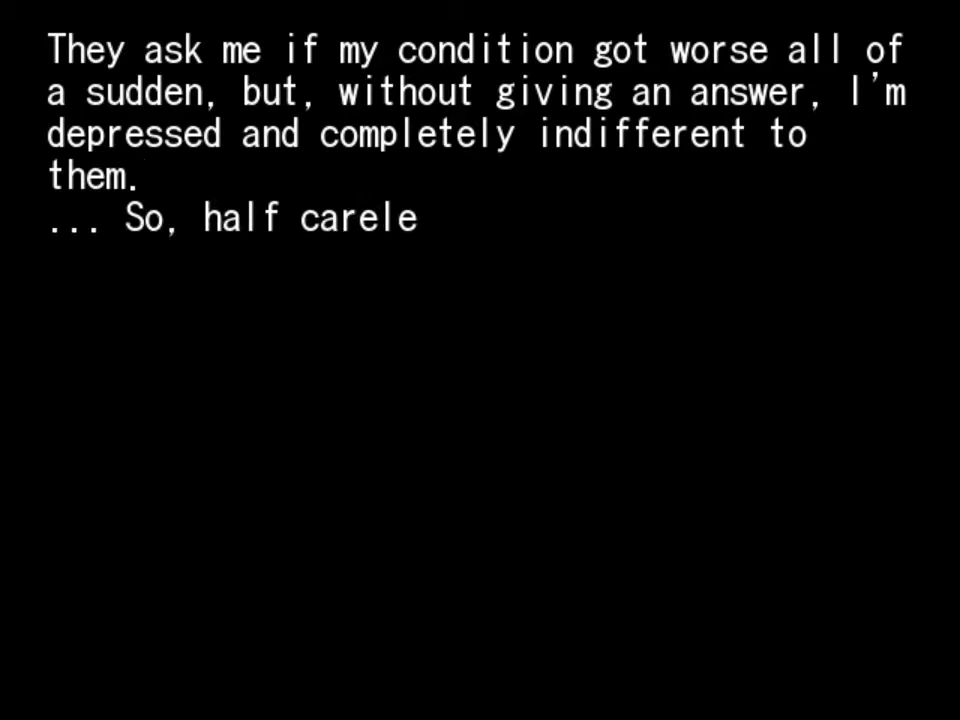 They ask me if my condition got worse all of
a sudden, but, without giving an answer, I'm
depressed and completely indifferent to
them.
... So, half carele